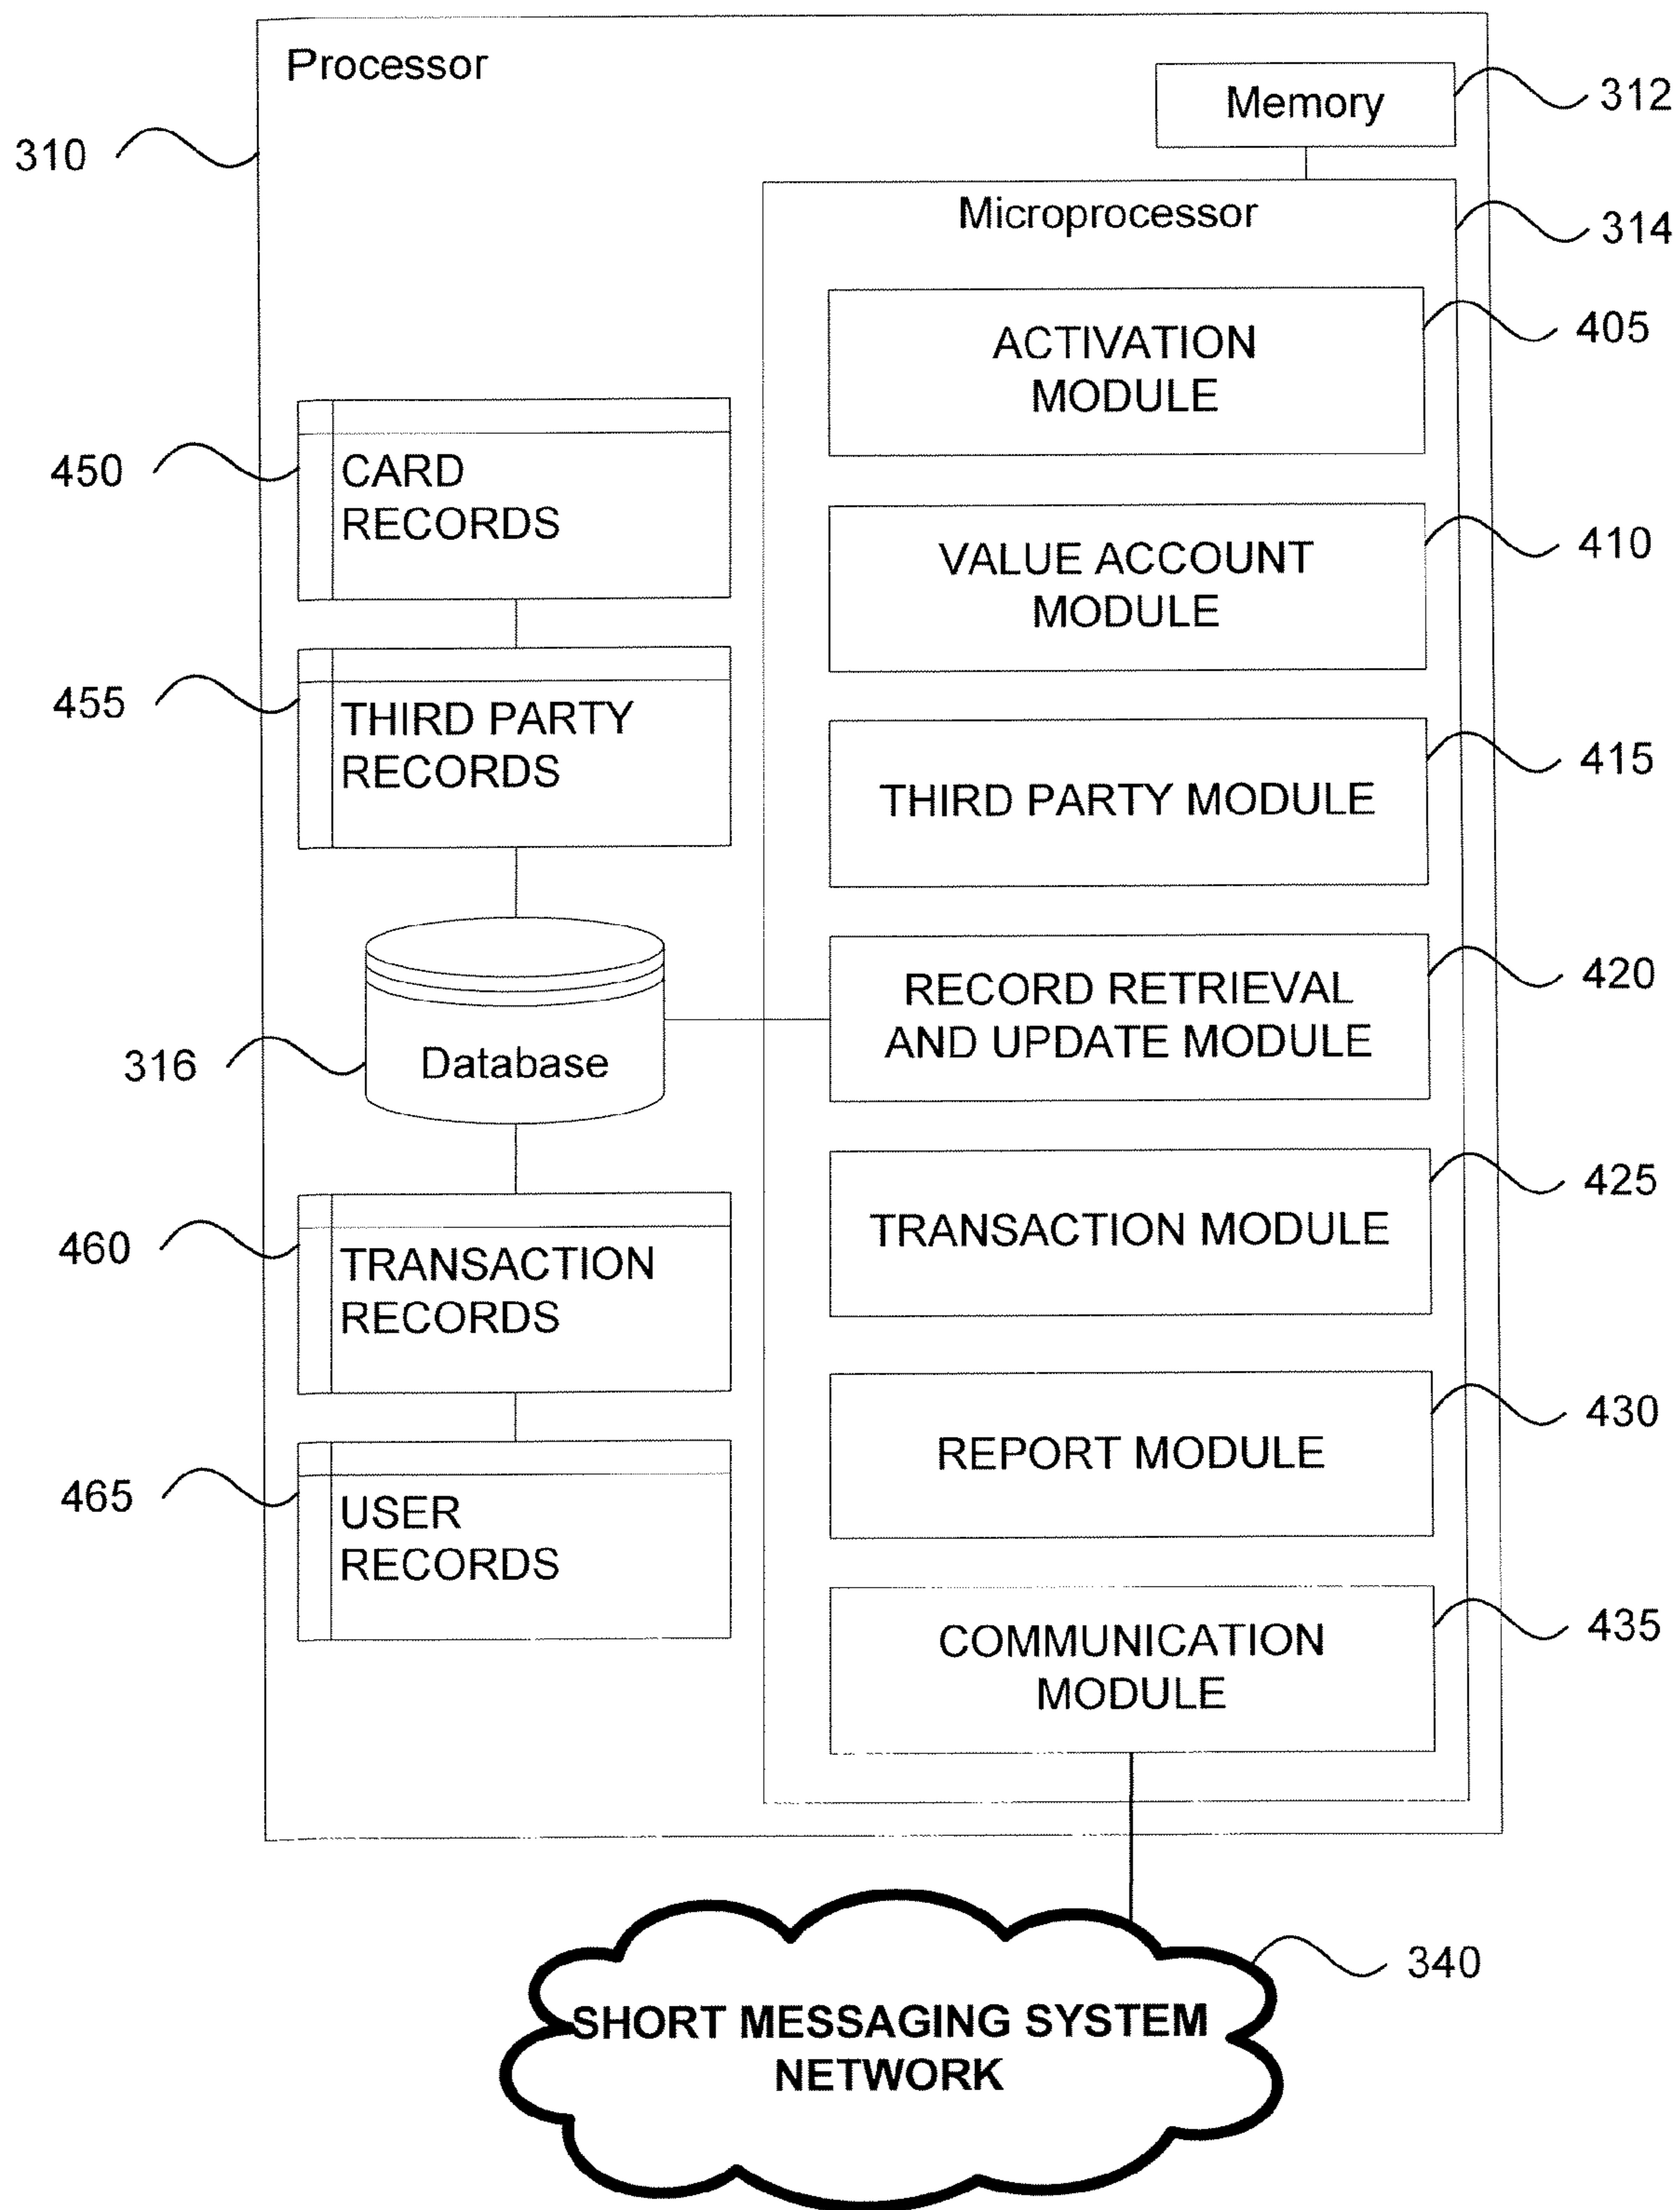 Processor
Memory
312
310
Microprocessor
314
ACTIVATION
MODULE
405
450
CARD
RECORDS
VALUE ACCOUNT
MODULE
410
455
THIRD PARTY
RECORDS
THIRD PARTY MODULE
415
RECORD RETRIEVAL
AND UPDATE MODULE
420
316
Database
TRANSACTION MODULE
425
460
TRANSACTION
RECORDS
REPORT MODULE
430
465
USER
RECORDS
COMMUNICATION
MODULE
435
340
SHORT MESSAGING SYSTEM
NETWORK